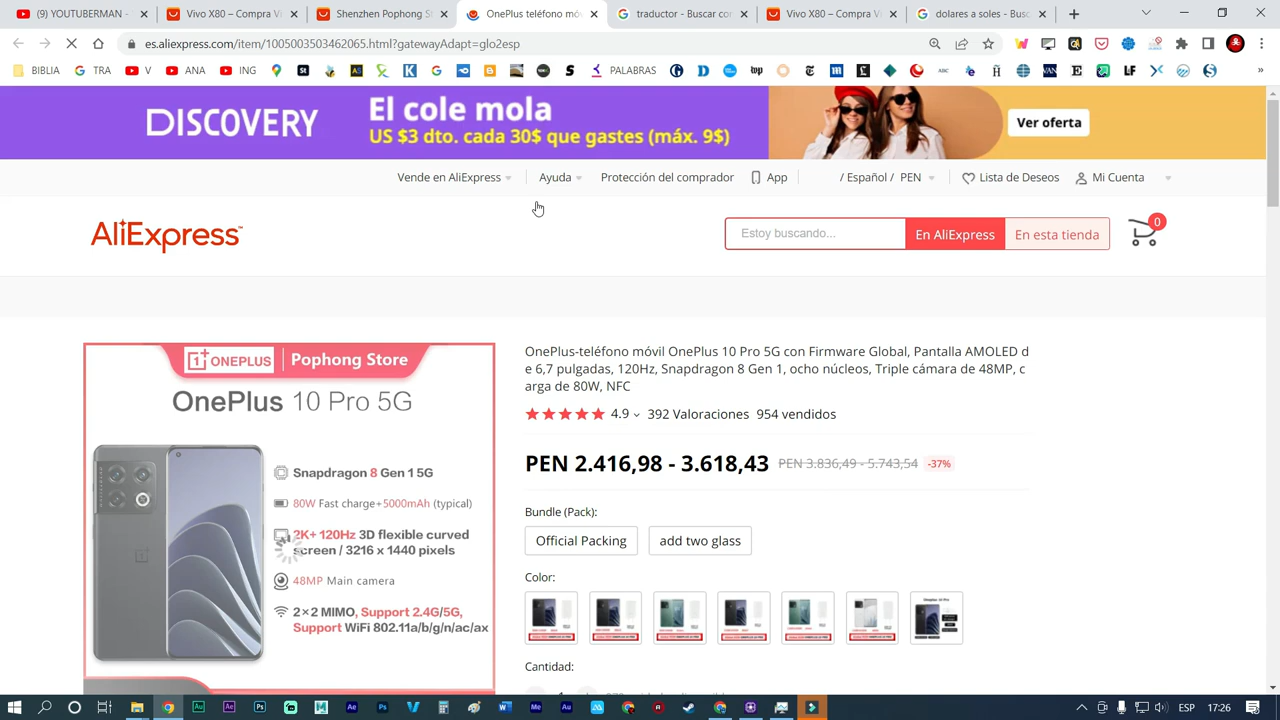 (9) YOUTUBERMAN -
Vivo X80 – Compra Vi
Shenzhen Pophong St
OnePlus teléfono móv
traductor - Buscar con
Vivo X80 – Compra Vi
dolares a soles - Busc
es.aliexpress.com/item/1005003503462065.html?gatewayAdapt=glo2esp
BIBLIA
TRA
V
ANA
ING
PALABRAS
DISCOVERY
El cole mola
US $3 dto. cada 30$ que gastes (máx. 9$)
Ver oferta
Vende en AliExpress
Ayuda
Protección del comprador
App
/ Español / PEN
Lista de Deseos
Mi Cuenta
AliExpress
Estoy buscando...
En AliExpress
En esta tienda
0
ONEPLUS
Pophong Store
OnePlus 10 Pro 5G
Snapdragon 8 Gen 1 5G
80W Fast charge+5000mAh (typical)
2K+ 120Hz 3D flexible curved
screen / 3216 x 1440 pixels
48MP Main camera
2×2 MIMO, Support 2.4G/5G,
Support WiFi 802.11a/b/g/n/ac/ax
OnePlus-teléfono móvil OnePlus 10 Pro 5G con Firmware Global, Pantalla AMOLED d
e 6,7 pulgadas, 120Hz, Snapdragon 8 Gen 1, ocho núcleos, Triple cámara de 48MP, c
arga de 80W, NFC
4.9
392 Valoraciones
954 vendidos
PEN 2.416,98 - 3.618,43
PEN 3.836,49 - 5.743,54
-37%
Bundle (Pack):
Official Packing
add two glass
Color:
Cantidad:
ESP
17:26